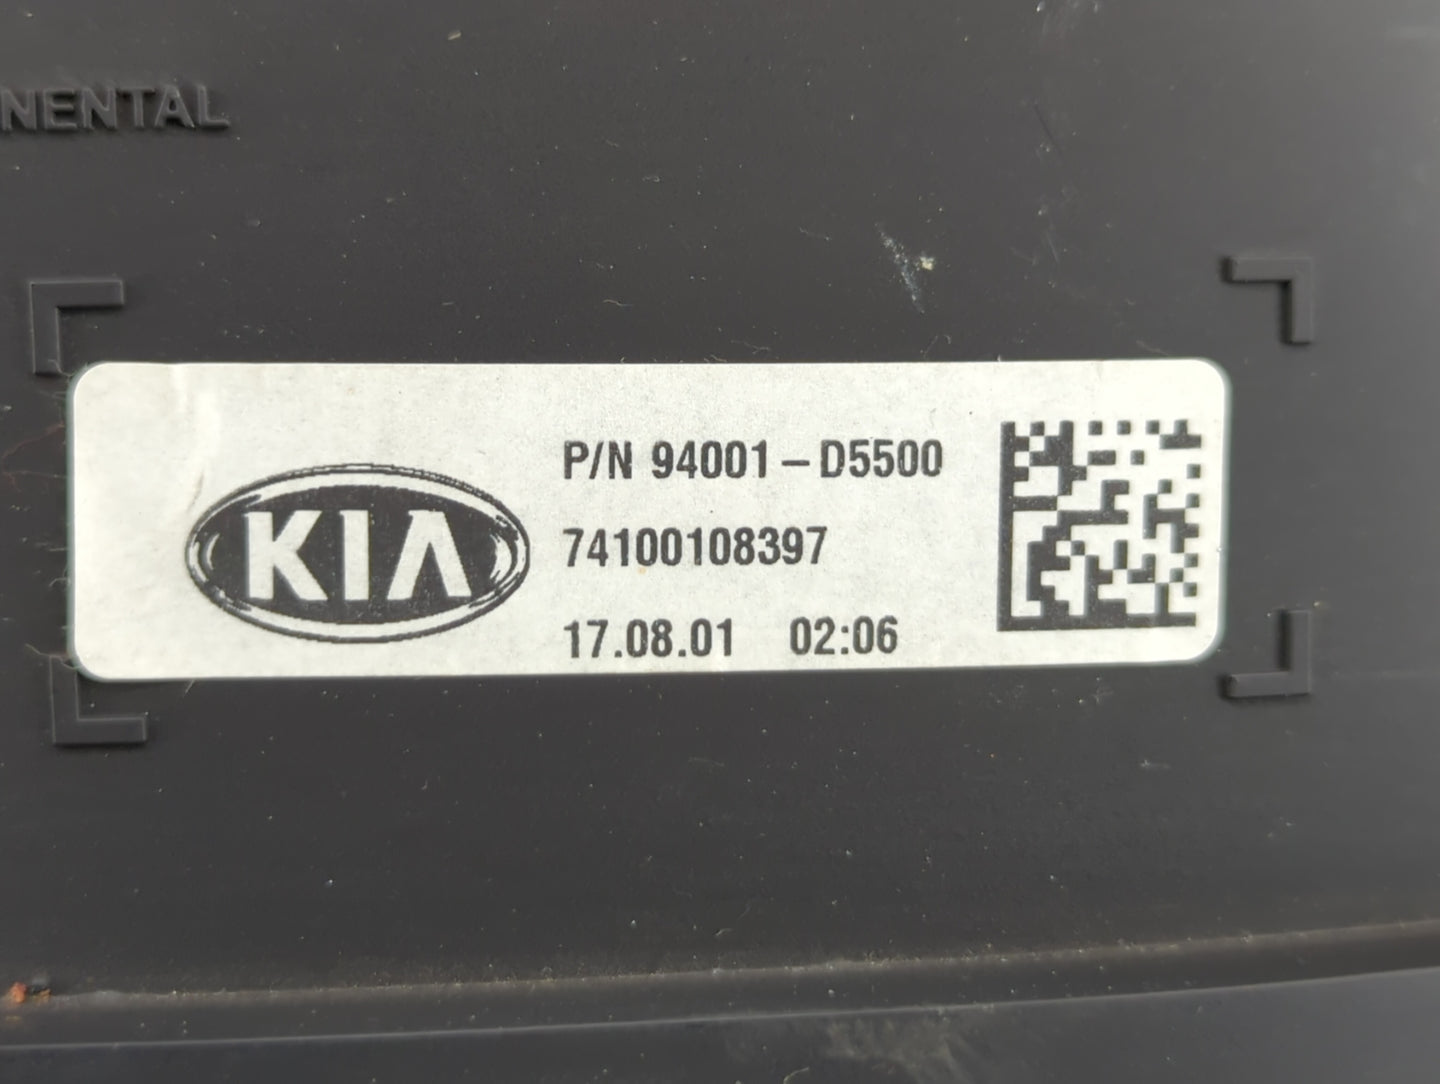 NENTAL
KIA
P/N 94001-D5500
74100108397
17.08.01 02:06